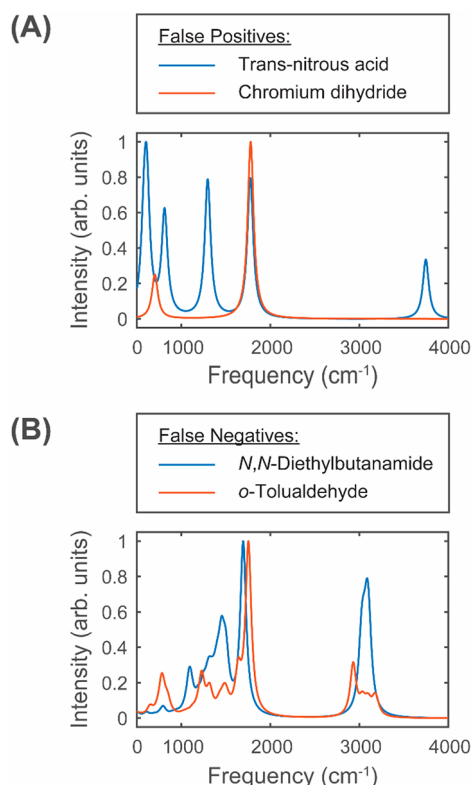 (A)
False Positives:
Trans-nitrous acid
Chromium dihydride
Intensity (arb. units)
1
0.8
0.6
0.4
0.2
0
0 1000 2000 3000 4000
Frequency (cm⁻¹)
(B)
False Negatives:
N,N-Diethylbutanamide
o-Tolualdehyde
Intensity (arb. units)
1
0.8
0.6
0.4
0.2
0
0 1000 2000 3000 4000
Frequency (cm⁻¹)